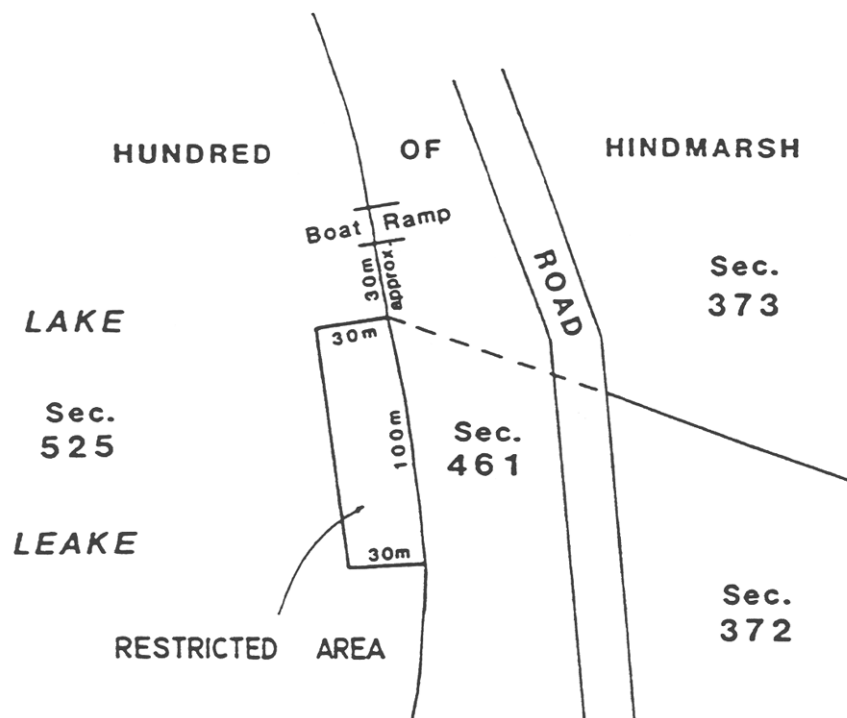 HUNDRED OF HINDMARSH
Boat Ramp
30m
approx.
ROAD
Sec.
373
LAKE
30m
Sec.
525
100m
Sec.
461
LEAKE
30m
Sec.
372
RESTRICTED AREA